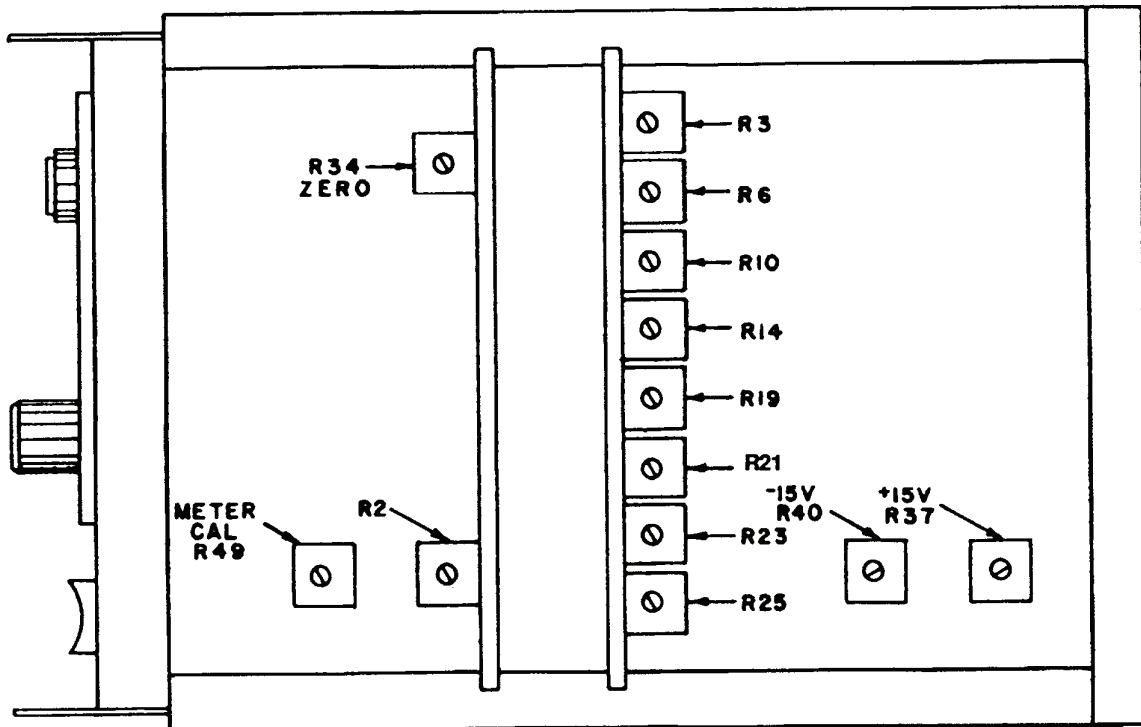 R34
ZERO
R3
R6
R10
R14
R19
R21
R23
R25
METER
CAL
R49
R2
-15V
R40
+15V
R37